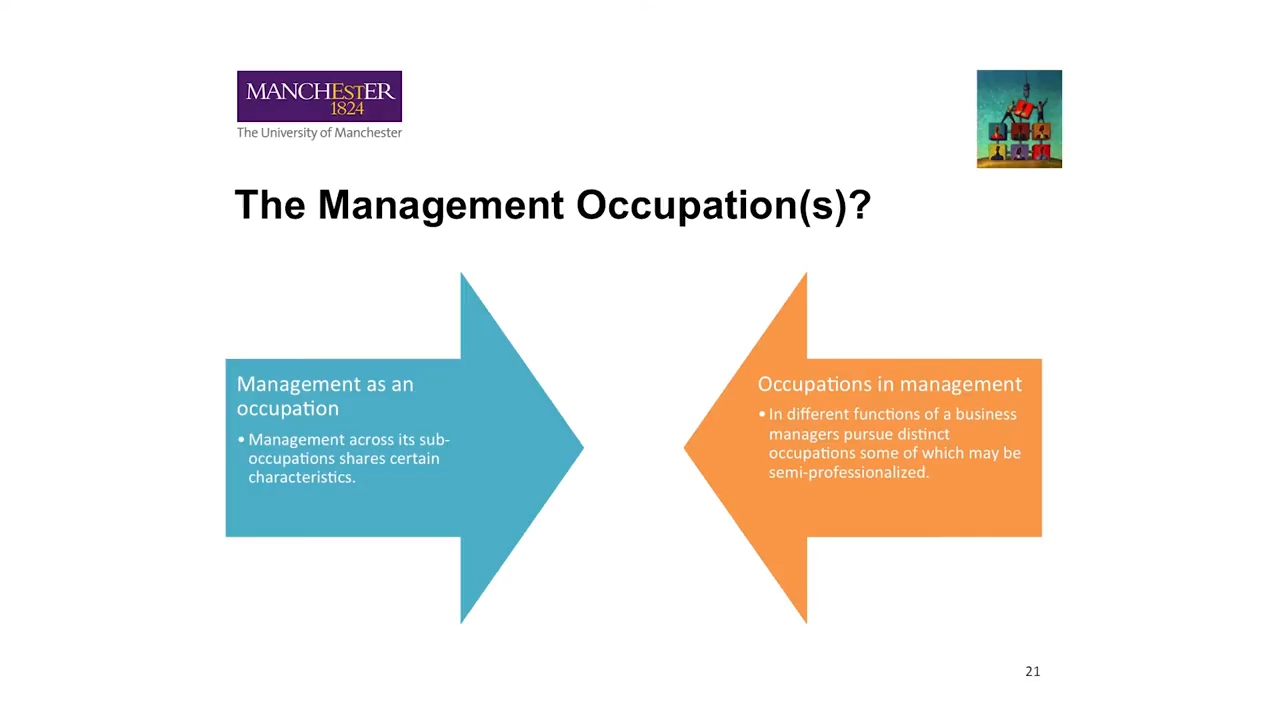 MANCHESTER
1824
The University of Manchester
The Management Occupation(s)?
Management as an
occupation
• Management across its sub-
occupations shares certain
characteristics.
Occupations in management
• In different functions of a business
managers pursue distinct
occupations some of which may be
semi-professionalized.
21